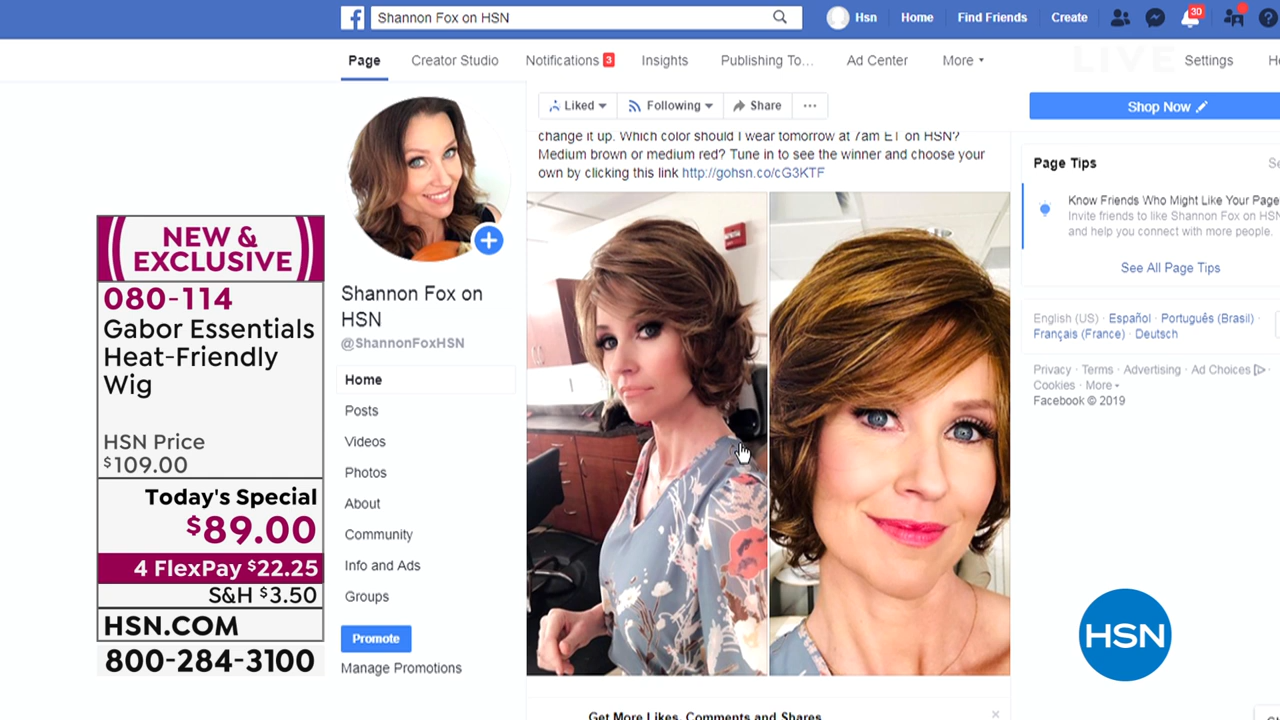 Shannon Fox on HSN
Hsn
Home
Find Friends
Create
30
Page
Creator Studio
Notifications 3
Insights
Publishing To...
Ad Center
More
LIVE
Settings
Liked
Following
Share
...
Shop Now
change it up. Which color should I wear tomorrow at 7am ET on HSN?
Medium brown or medium red? Tune in to see the winner and choose your
own by clicking this link http://gohsn.co/cG3KTF
Page Tips
Know Friends Who Might Like Your Page
Invite friends to like Shannon Fox on HSN
and help you connect with more people.
See All Page Tips
English (US) · Español · Português (Brasil) ·
Français (France) · Deutsch
Privacy · Terms · Advertising · Ad Choices ·
Cookies · More
Facebook © 2019
Shannon Fox on
HSN
@ShannonFoxHSN
Home
Posts
Videos
Photos
About
Community
Info and Ads
Groups
Promote
Manage Promotions
Get More Likes, Comments and Shares
NEW &
EXCLUSIVE
080-114
Gabor Essentials
Heat-Friendly
Wig
HSN Price
$109.00
Today's Special
$89.00
4 FlexPay $22.25
S&H $3.50
HSN.COM
800-284-3100
HSN